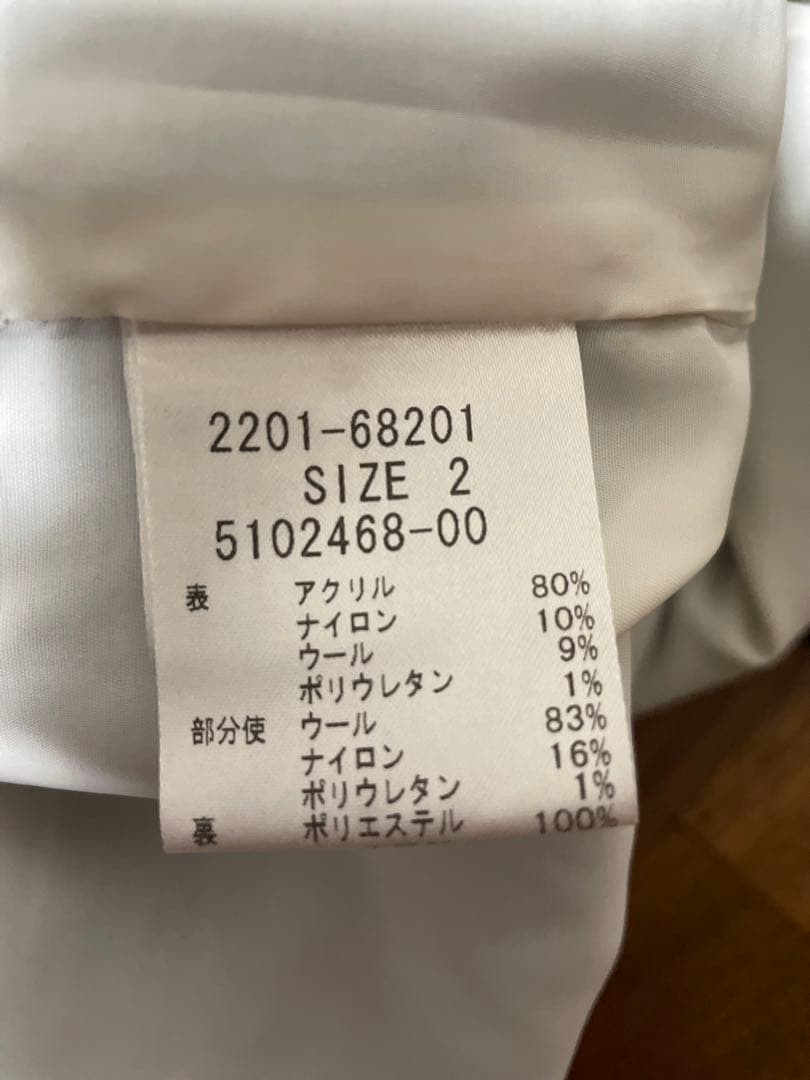 2201-68201
SIZE 2
5102468-00
表 アクリル 80%
ナイロン 10%
ウール 9%
ポリウレタン 1%
部分使 ウール 83%
ナイロン 16%
ポリウレタン 1%
裏 ポリエステル 100%